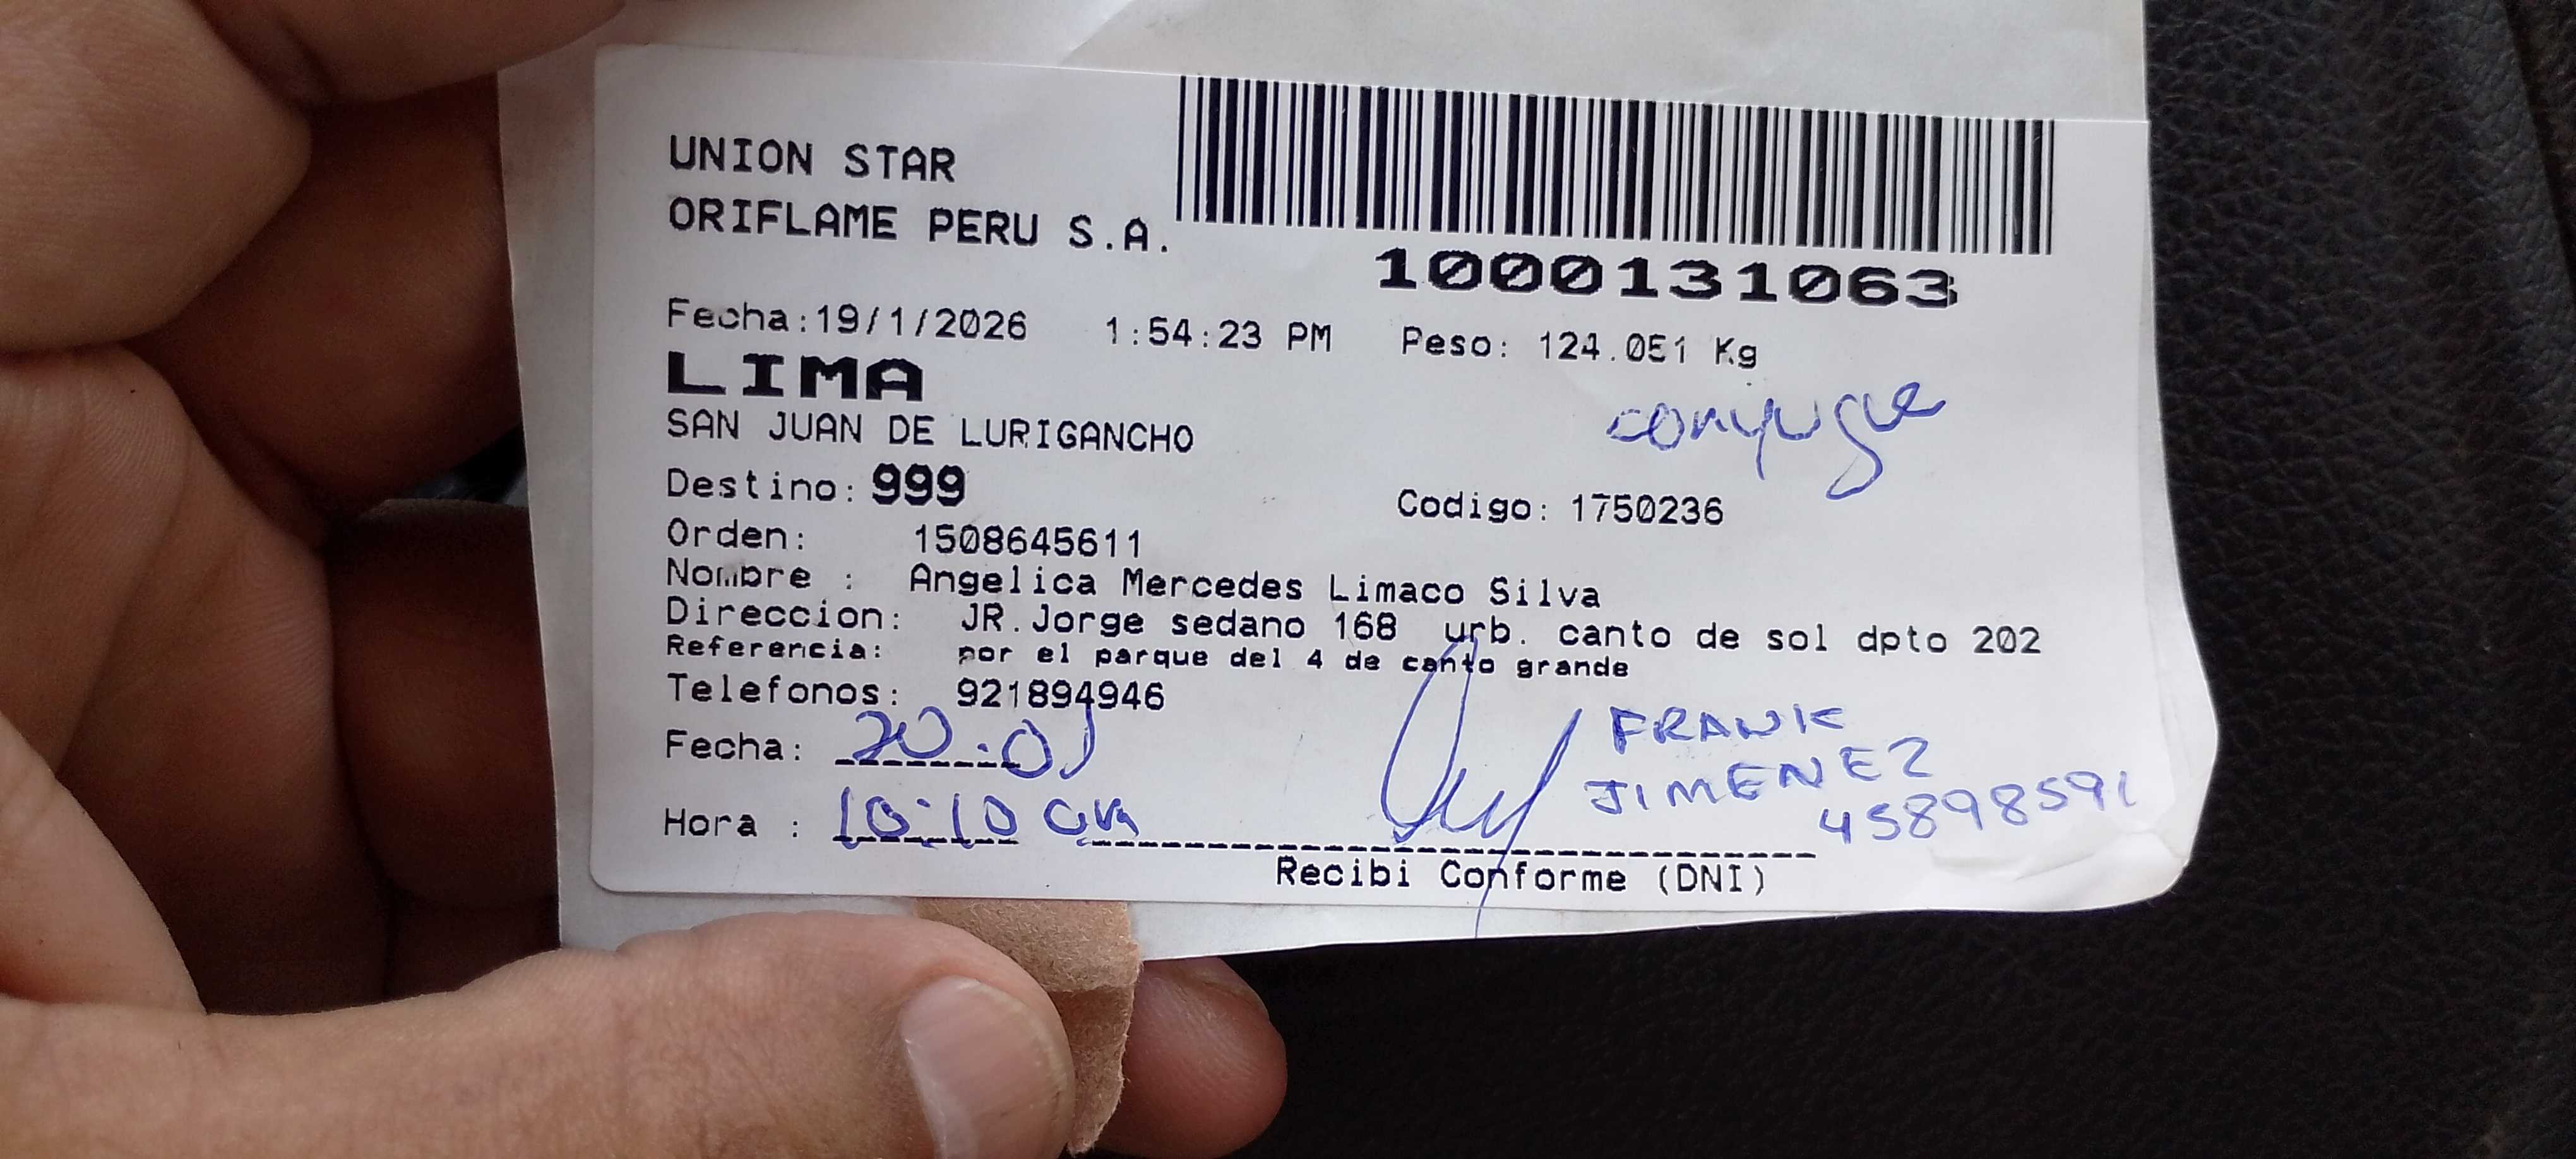 UNION STAR
ORIFLAME PERU S.A.
1000131063
Fecha:19/1/2026 1:54:23 PM Peso: 124.051 Kg
LIMA
conyugue
SAN JUAN DE LURIGANCHO
Destino: 999
Codigo: 1750236
Orden: 1508645611
Nombre : Angelica Mercedes Limaco Silva
Direccion: JR.Jorge sedano 168 urb. canto de sol dpto 202
Referencia: por el parque del 4 de canto grande
Telefonos: 921894946
Fecha: 20-01
FRANK
JIMENEZ
45898591
Hora : 10:10 am
Recibi Conforme (DNI)